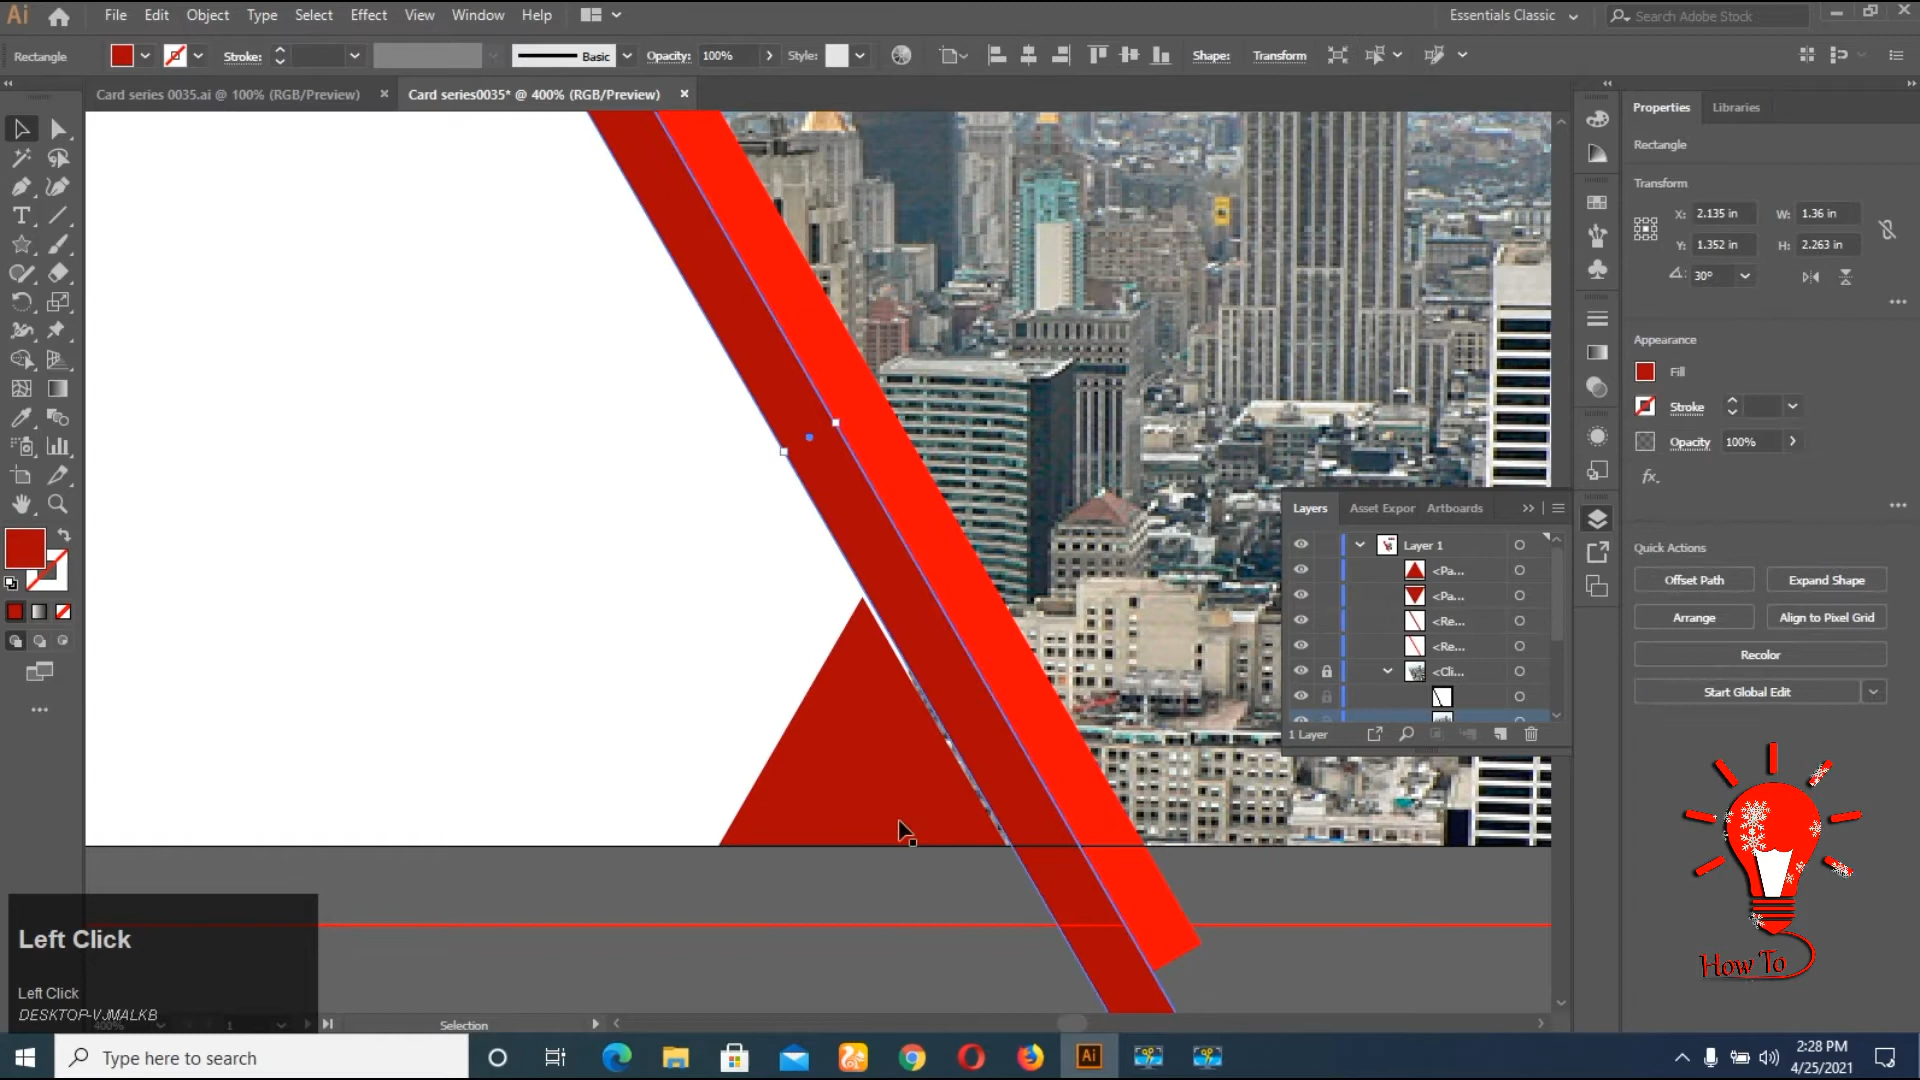 Ai File Edit Object Type Select Effect View Window Help Essentials Classic Search Adobe Stock
Rectangle Stroke: Basic Opacity: 100% Style: Shape: Transform
Card series 0035.ai @ 100% (RGB/Preview) Card series0035* @ 400% (RGB/Preview)
Properties Libraries
Rectangle
Transform
X: 2.135 in W: 1.36 in
Y: 1.352 in H: 2.263 in
30°
Appearance
Fill
Stroke
Opacity 100%
fx.
Quick Actions
Offset Path Expand Shape
Arrange Align to Pixel Grid
Recolor
Start Global Edit
Layers Asset Expor Artboards
Layer 1
<Pa...
<Pa...
<Re...
<Re...
<Cli...
1 Layer
How To
Left Click
Left Click
DESKTOP-VJMALKB
400% 1 Selection
Type here to search
Ai
2:28 PM
4/25/2021